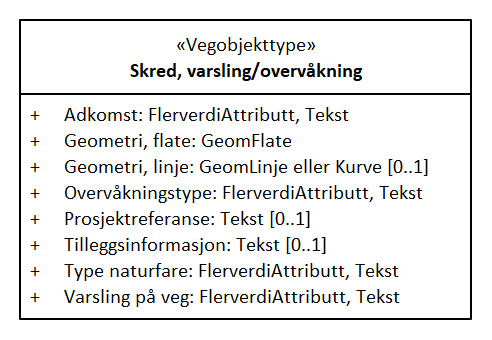 «Vegobjekttype»
Skred, varsling/overvåkning
+ Adkomst: FlerverdiAttributt, Tekst
+ Geometri, flate: GeomFlate
+ Geometri, linje: GeomLinje eller Kurve [0..1]
+ Overvåkningstype: FlerverdiAttributt, Tekst
+ Prosjektreferanse: Tekst [0..1]
+ Tilleggsinformasjon: Tekst [0..1]
+ Type naturfare: FlerverdiAttributt, Tekst
+ Varsling på veg: FlerverdiAttributt, Tekst